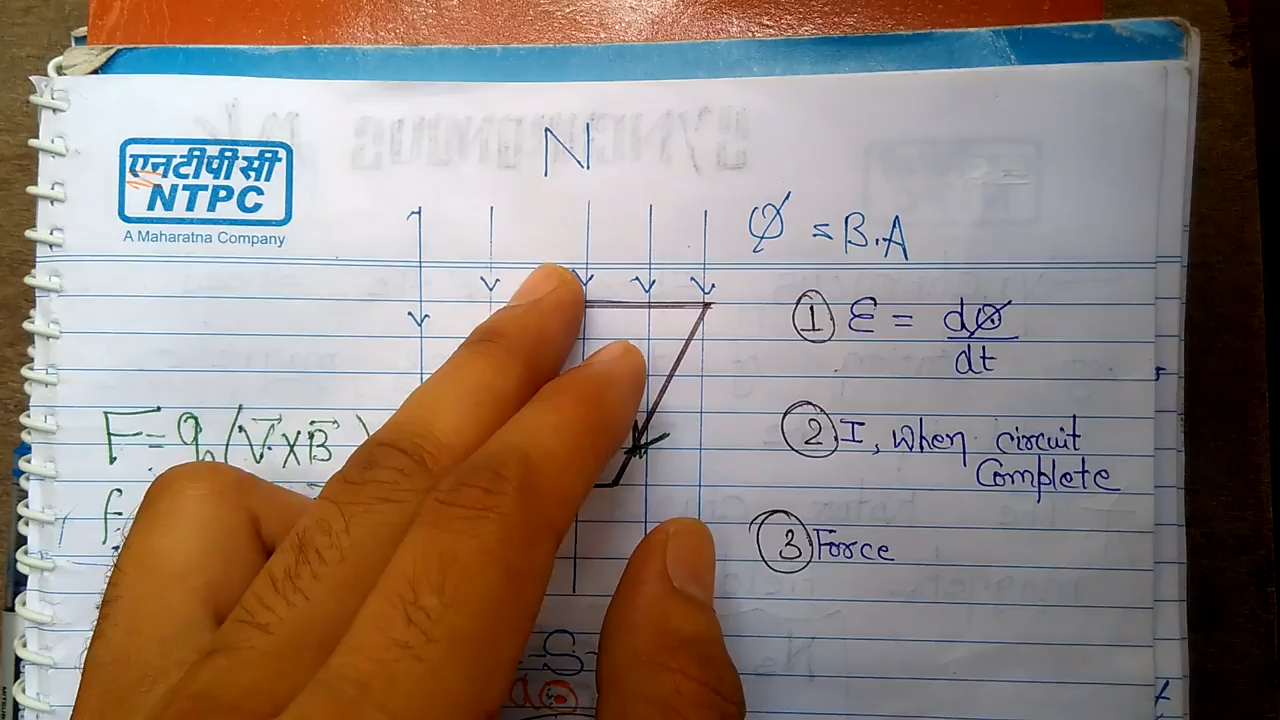 N
एनटीपीसी
NTPC
A Maharatna Company
Ø = B.A
① Ɛ = dØ/dt
F = q(V⃗ × B⃗)
② I, when circuit
Complete
f
③ Force
S